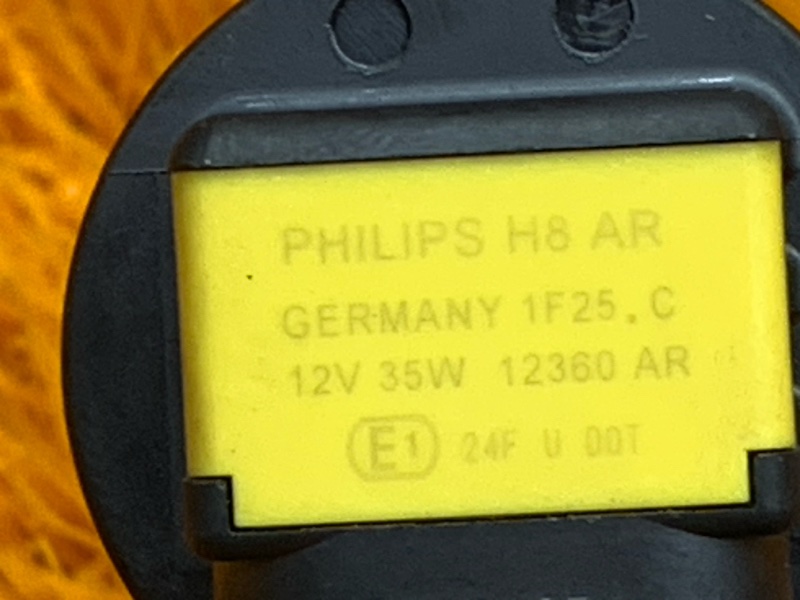 PHILIPS H8 AR
GERMANY 1F25.C
12V 35W 12360 AR
E1 24F U DOT